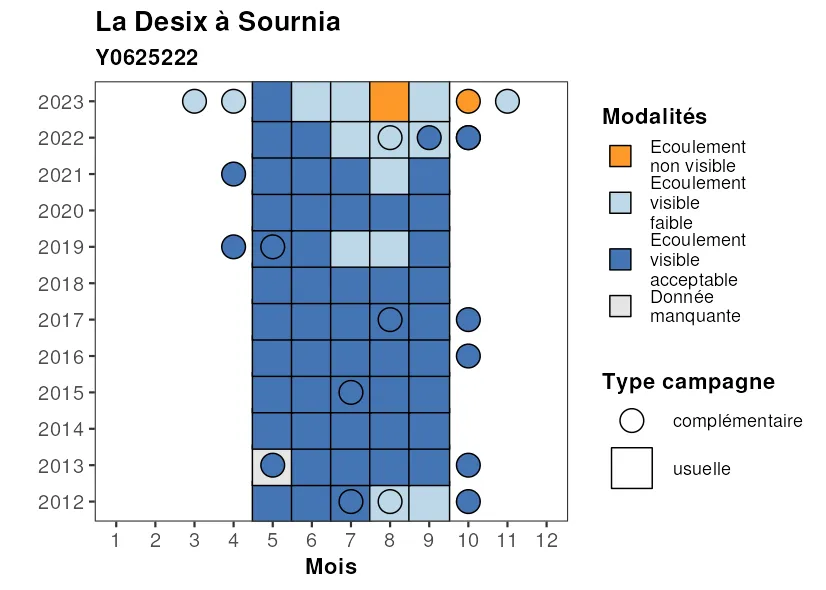 La Desix à Sournia
Y0625222
2023
2022
2021
2020
2019
2018
2017
2016
2015
2014
2013
2012
1 2 3 4 5 6 7 8 9 10 11 12
Mois
Modalités
Ecoulement
non visible
Ecoulement
visible
faible
Ecoulement
visible
acceptable
Donnée
manquante
Type campagne
complémentaire
usuelle